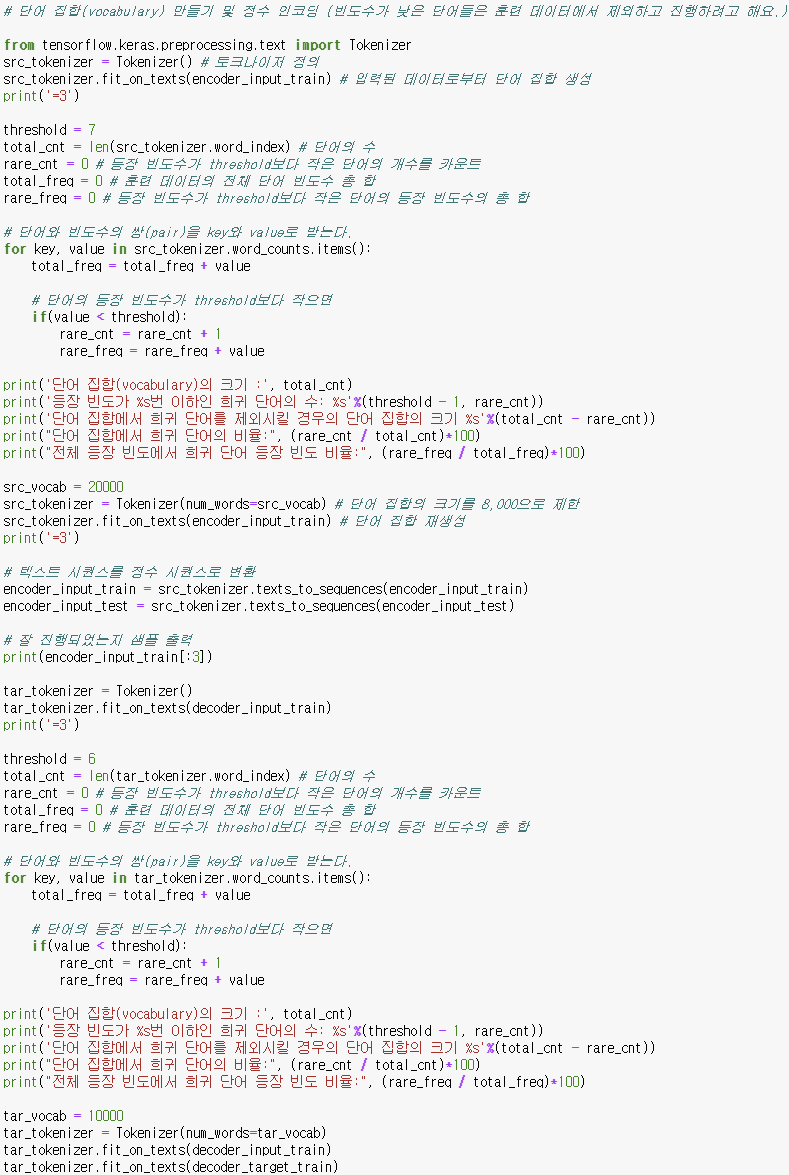 # 단어 집합(vocabulary) 만들기 및 정수 인코딩 (빈도수가 낮은 단어들은 훈련 데이터에서 제외하고 진행하려고 해요.)

from tensorflow.keras.preprocessing.text import Tokenizer
src_tokenizer = Tokenizer() # 토크나이저 정의
src_tokenizer.fit_on_texts(encoder_input_train) # 입력된 데이터로부터 단어 집합 생성
print('=3')

threshold = 7
total_cnt = len(src_tokenizer.word_index) # 단어의 수
rare_cnt = 0 # 등장 빈도수가 threshold보다 작은 단어의 개수를 카운트
total_freq = 0 # 훈련 데이터의 전체 단어 빈도수 총 합
rare_freq = 0 # 등장 빈도수가 threshold보다 작은 단어의 등장 빈도수의 총 합

# 단어와 빈도수의 쌍(pair)을 key와 value로 받는다.
for key, value in src_tokenizer.word_counts.items():
    total_freq = total_freq + value

    # 단어의 등장 빈도수가 threshold보다 작으면
    if(value < threshold):
        rare_cnt = rare_cnt + 1
        rare_freq = rare_freq + value

print('단어 집합(vocabulary)의 크기 :', total_cnt)
print('등장 빈도가 %s번 이하인 희귀 단어의 수: %s'%(threshold - 1, rare_cnt))
print('단어 집합에서 희귀 단어를 제외시킬 경우의 단어 집합의 크기 %s'%(total_cnt - rare_cnt))
print("단어 집합에서 희귀 단어의 비율:", (rare_cnt / total_cnt)*100)
print("전체 등장 빈도에서 희귀 단어 등장 빈도 비율:", (rare_freq / total_freq)*100)

src_vocab = 20000
src_tokenizer = Tokenizer(num_words=src_vocab) # 단어 집합의 크기를 8,000으로 제한
src_tokenizer.fit_on_texts(encoder_input_train) # 단어 집합 재생성
print('=3')

# 텍스트 시퀀스를 정수 시퀀스로 변환
encoder_input_train = src_tokenizer.texts_to_sequences(encoder_input_train)
encoder_input_test = src_tokenizer.texts_to_sequences(encoder_input_test)

# 잘 진행되었는지 샘플 출력
print(encoder_input_train[:3])

tar_tokenizer = Tokenizer()
tar_tokenizer.fit_on_texts(decoder_input_train)
print('=3')

threshold = 6
total_cnt = len(tar_tokenizer.word_index) # 단어의 수
rare_cnt = 0 # 등장 빈도수가 threshold보다 작은 단어의 개수를 카운트
total_freq = 0 # 훈련 데이터의 전체 단어 빈도수 총 합
rare_freq = 0 # 등장 빈도수가 threshold보다 작은 단어의 등장 빈도수의 총 합

# 단어와 빈도수의 쌍(pair)을 key와 value로 받는다.
for key, value in tar_tokenizer.word_counts.items():
    total_freq = total_freq + value

    # 단어의 등장 빈도수가 threshold보다 작으면
    if(value < threshold):
        rare_cnt = rare_cnt + 1
        rare_freq = rare_freq + value

print('단어 집합(vocabulary)의 크기 :', total_cnt)
print('등장 빈도가 %s번 이하인 희귀 단어의 수: %s'%(threshold - 1, rare_cnt))
print('단어 집합에서 희귀 단어를 제외시킬 경우의 단어 집합의 크기 %s'%(total_cnt - rare_cnt))
print("단어 집합에서 희귀 단어의 비율:", (rare_cnt / total_cnt)*100)
print("전체 등장 빈도에서 희귀 단어 등장 빈도 비율:", (rare_freq / total_freq)*100)

tar_vocab = 10000
tar_tokenizer = Tokenizer(num_words=tar_vocab)
tar_tokenizer.fit_on_texts(decoder_input_train)
tar_tokenizer.fit_on_texts(decoder_target_train)